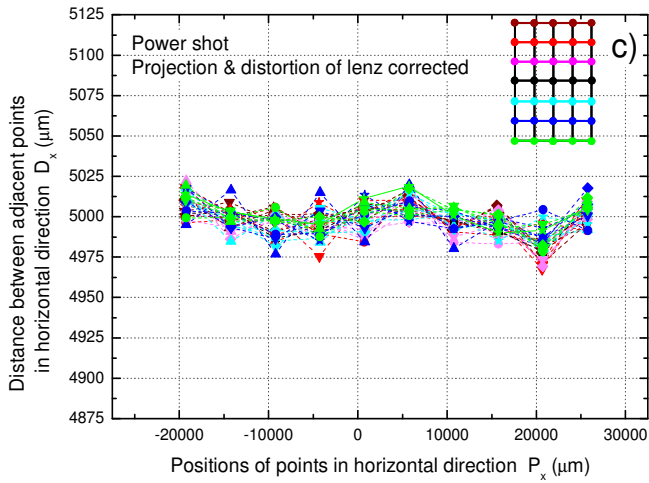 5125
5100
5075
5050
5025
5000
4975
4950
4925
4900
4875
Distance between adjacent points
in horizontal direction D_x (μm)
Power shot
Projection & distortion of lenz corrected
c)
-20000 -10000 0 10000 20000 30000
Positions of points in horizontal direction P_x (μm)